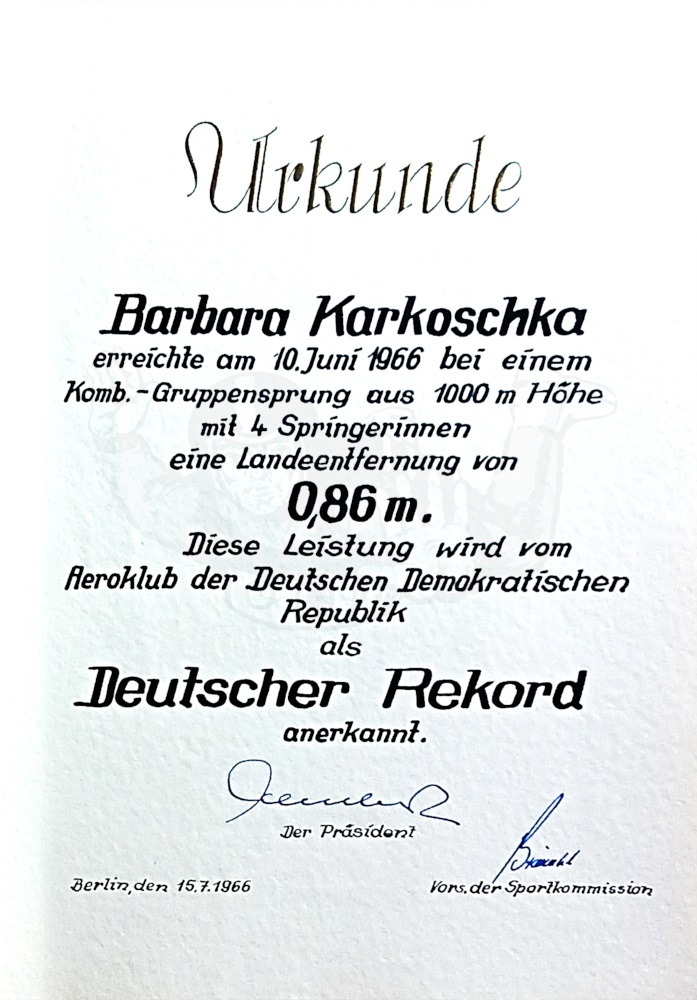 Urkunde
Barbara Karkoschka
erreichte am 10. Juni 1966 bei einem
Komb.-Gruppensprung aus 1000 m Höhe
mit 4 Springerinnen
eine Landeentfernung von
0,86 m.
Diese Leistung wird vom
Aeroklub der Deutschen Demokratischen
Republik
als
Deutscher Rekord
anerkannt.
Der Präsident
Berlin, den 15.7.1966
Vors. der Sportkommission